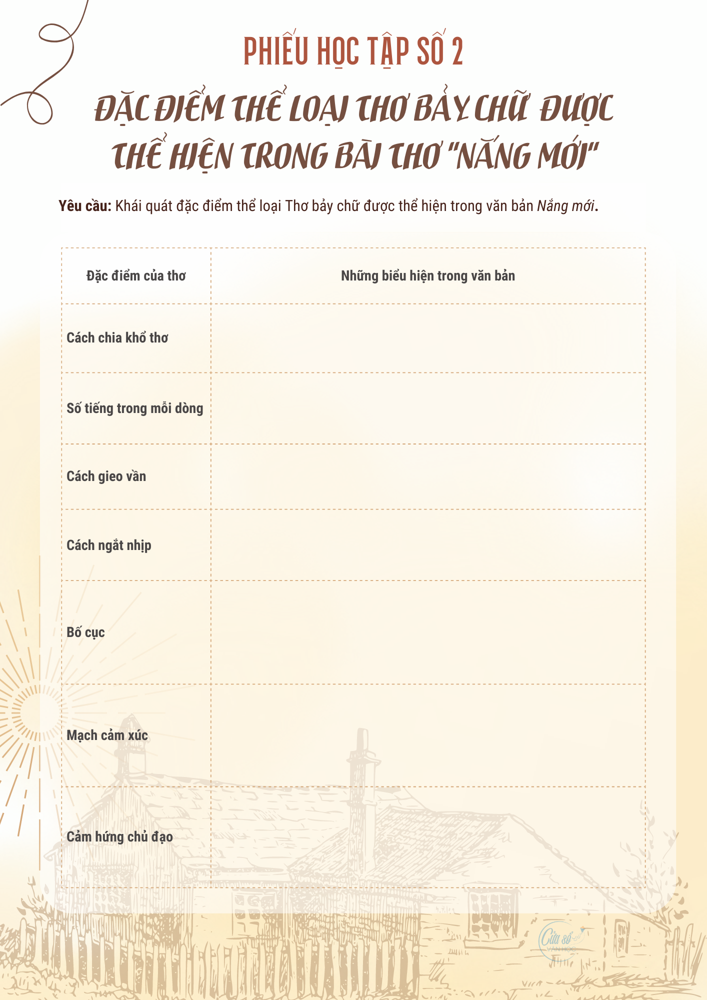 PHIẾU HỌC TẬP SỐ 2
ĐẶC ĐIỂM THỂ LOẠI THƠ BẢY CHỮ ĐƯỢC
THỂ HIỆN TRONG BÀI THƠ "NẮNG MỚI"
Yêu cầu: Khái quát đặc điểm thể loại Thơ bảy chữ được thể hiện trong văn bản Nắng mới.
Đặc điểm của thơ
Những biểu hiện trong văn bản
Cách chia khổ thơ
Số tiếng trong mỗi dòng
Cách gieo vần
Cách ngắt nhịp
Bố cục
Mạch cảm xúc
Cảm hứng chủ đạo
Cửa sổ
VĂN HỌC